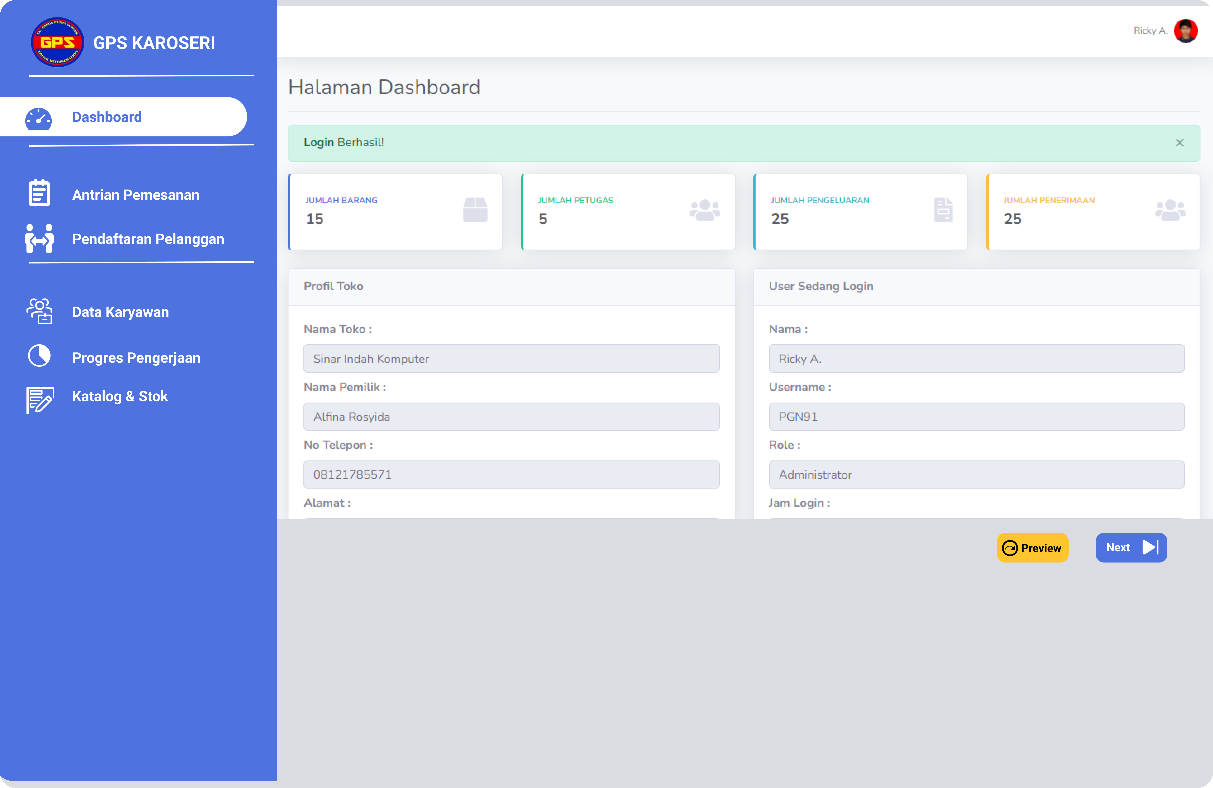 GPS
GPS KAROSERI
Ricky A.
Dashboard
Antrian Pemesanan
Pendaftaran Pelanggan
Data Karyawan
Progres Pengerjaan
Katalog & Stok
Halaman Dashboard
Login Berhasil!
×
JUMLAH BARANG
15
JUMLAH PETUGAS
5
JUMLAH PENGELUARAN
25
JUMLAH PENERIMAAN
25
Profil Toko
Nama Toko :
Sinar Indah Komputer
Nama Pemilik :
Alfina Rosyida
No Telepon :
08121785571
Alamat :
User Sedang Login
Nama :
Ricky A.
Username :
PGN91
Role :
Administrator
Jam Login :
Preview
Next